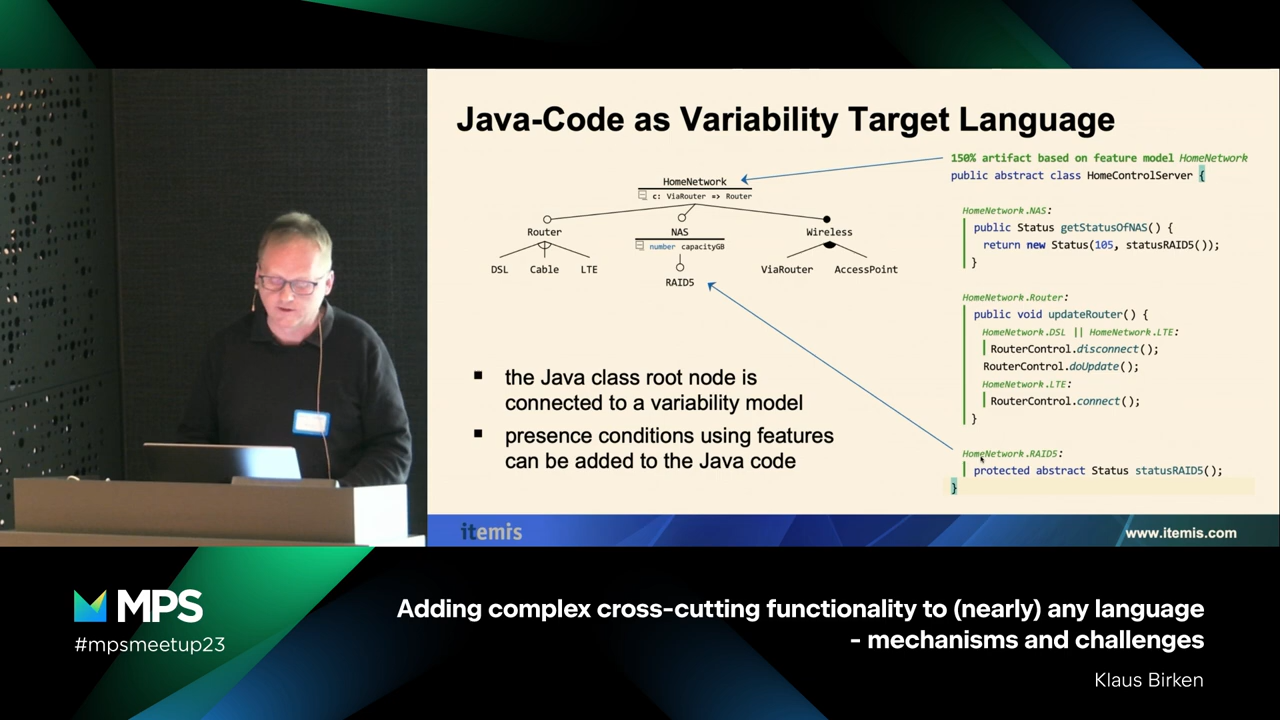 Java-Code as Variability Target Language
HomeNetwork
c: ViaRouter => Router
Router
NAS
Wireless
number capacityGB
DSL
Cable
LTE
RAID5
ViaRouter
AccessPoint
the Java class root node is
connected to a variability model
presence conditions using features
can be added to the Java code
150% artifact based on feature model HomeNetwork
public abstract class HomeControlServer {
HomeNetwork.NAS:
public Status getStatusOfNAS() {
return new Status(105, statusRAID5());
}
HomeNetwork.Router:
public void updateRouter() {
HomeNetwork.DSL || HomeNetwork.LTE:
RouterControl.disconnect();
RouterControl.doUpdate();
HomeNetwork.LTE:
RouterControl.connect();
}
HomeNetwork.RAID5:
protected abstract Status statusRAID5();
}
itemis
www.itemis.com
MPS
#mpsmeetup23
Adding complex cross-cutting functionality to (nearly) any language
- mechanisms and challenges
Klaus Birken